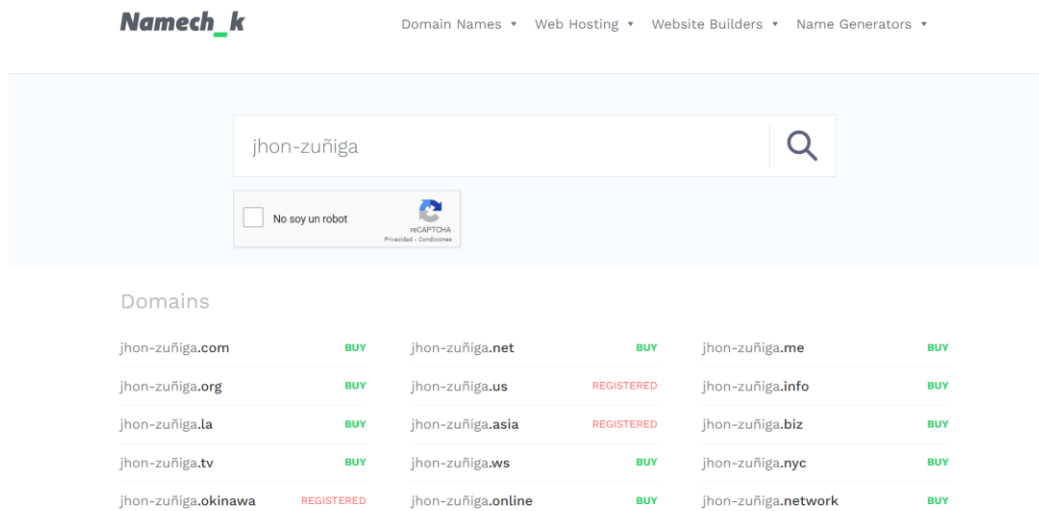 Namech_k
Domain Names ▾ Web Hosting ▾ Website Builders ▾ Name Generators ▾
jhon-zuñiga
No soy un robot
reCAPTCHA
Privacidad - Condiciones
Domains
jhon-zuñiga.com BUY jhon-zuñiga.net BUY jhon-zuñiga.me BUY
jhon-zuñiga.org BUY jhon-zuñiga.us REGISTERED jhon-zuñiga.info BUY
jhon-zuñiga.la BUY jhon-zuñiga.asia REGISTERED jhon-zuñiga.biz BUY
jhon-zuñiga.tv BUY jhon-zuñiga.ws BUY jhon-zuñiga.nyc BUY
jhon-zuñiga.okinawa REGISTERED jhon-zuñiga.online BUY jhon-zuñiga.network BUY